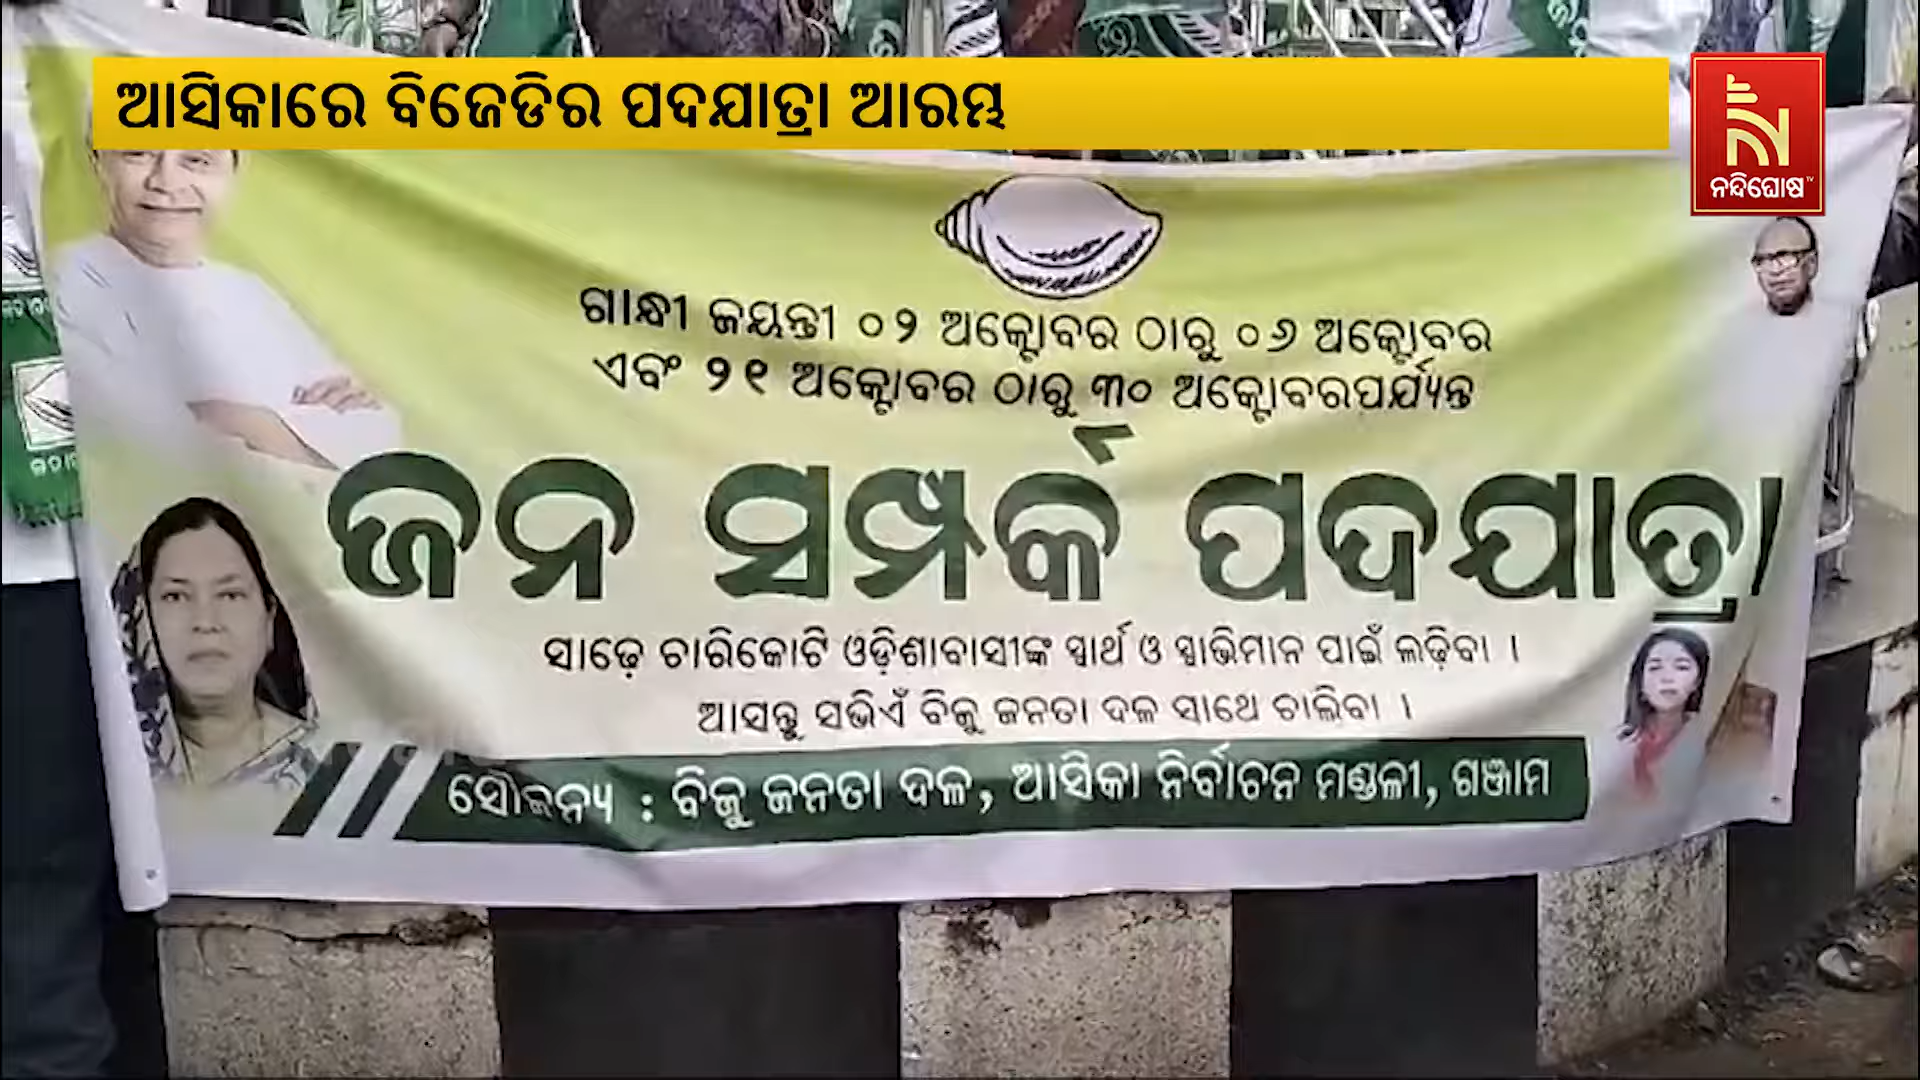 ଆସିକାରେ ବିଜେଡିର ପଦଯାତ୍ରା ଆରମ୍ଭ
ନନ୍ଦିଘୋଷ
ଗାନ୍ଧୀ ଜୟନ୍ତୀ ୦୨ ଅକ୍ଟୋବର ଠାରୁ ୦୬ ଅକ୍ଟୋବର
ଏବଂ ୨୧ ଅକ୍ଟୋବର ଠାରୁ ୩୦ ଅକ୍ଟୋବରପର୍ଯ୍ୟନ୍ତ
ଜନ ସମ୍ପର୍କ ପଦଯାତ୍ରା
ସାଢ଼େ ଚାରିକୋଟି ଓଡ଼ିଶାବାସୀଙ୍କ ସ୍ଵାର୍ଥ ଓ ସ୍ଵାଭିମାନ ପାଇଁ ଲଢ଼ିବା ।
ଆସନ୍ତୁ ସଭିଏଁ ବିଜୁ ଜନତା ଦଳ ସାଥେ ଚାଲିବା ।
ସୌଜନ୍ୟ : ବିଜୁ ଜନତା ଦଳ, ଆସିକା ନିର୍ବାଚନ ମଣ୍ଡଳୀ, ଗଞ୍ଜାମ